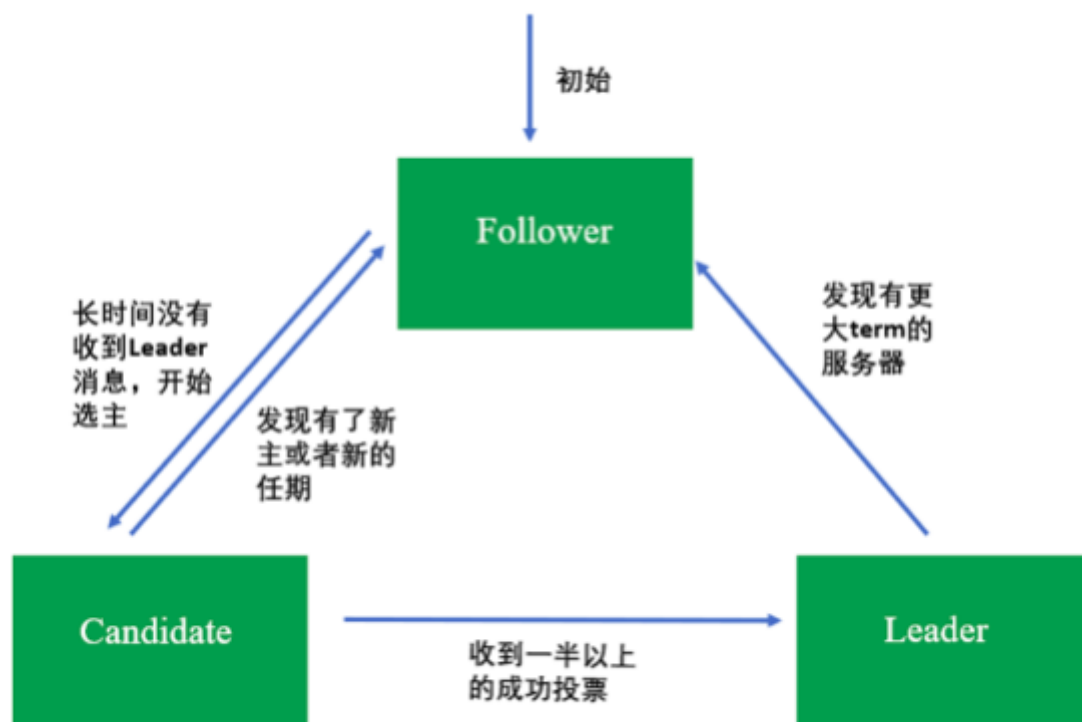 初始
Follower
长时间没有
收到Leader
消息，开始
选主
发现有了新
主或者新的
任期
发现有更
大term的
服务器
Candidate
收到一半以上
的成功投票
Leader